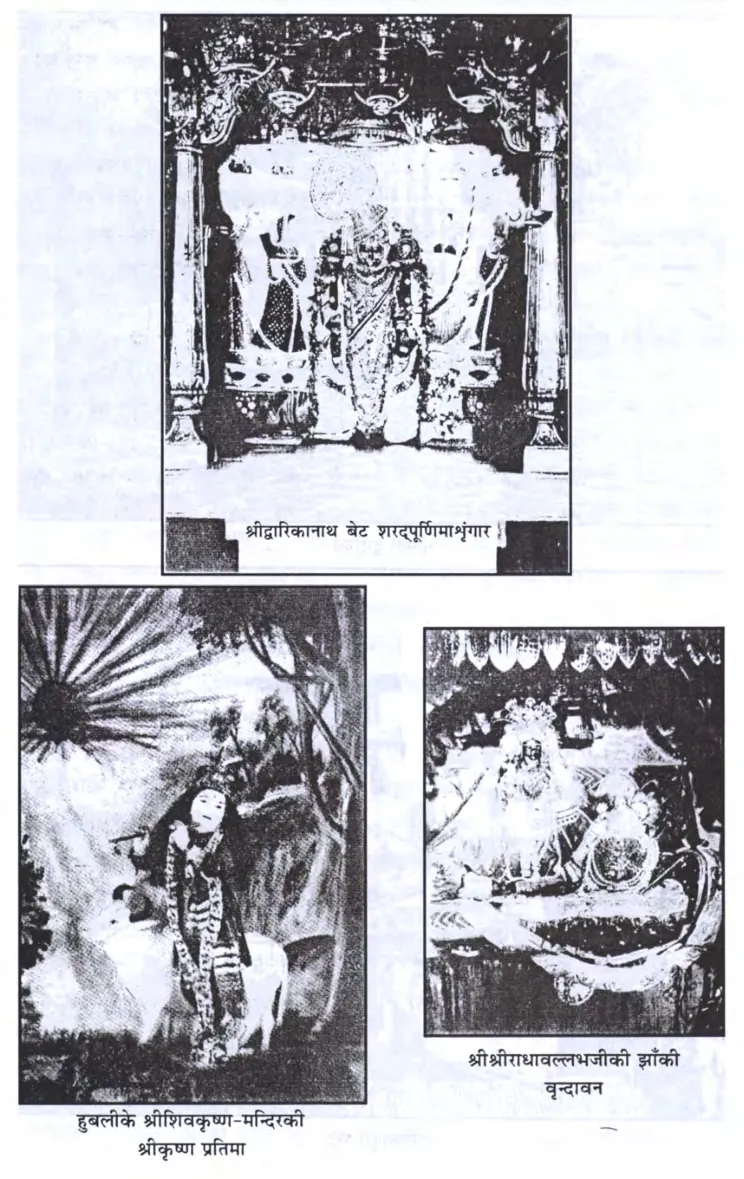 श्रीद्वारिकानाथ बेट शरद्पूर्णिमाशृंगार
हुबलीके श्रीशिवकृष्ण-मन्दिरकी
श्रीकृष्ण प्रतिमा
श्रीश्रीराधावल्लभजीकी झाँकी
वृन्दावन